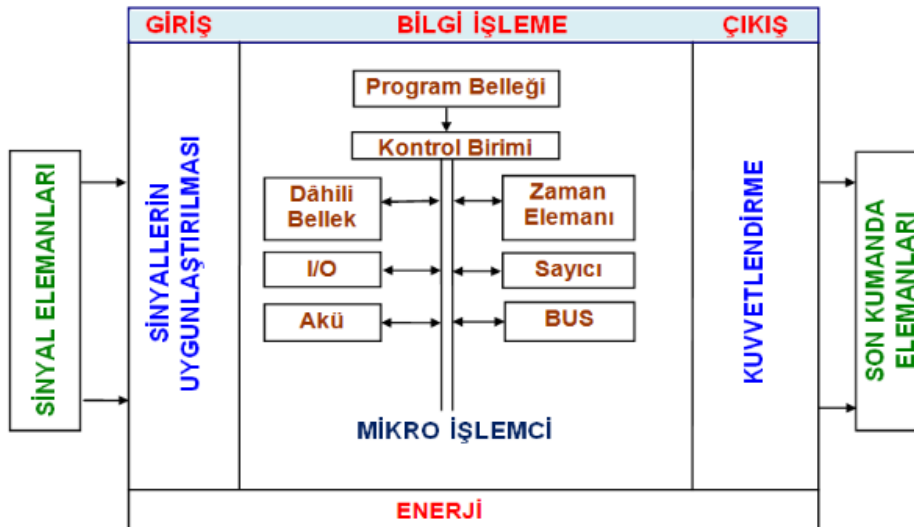 GİRİŞ
BİLGİ İŞLEME
ÇIKIŞ
SİNYAL ELEMANLARI
SİNYALLERİN
UYGUNLAŞTIRILMASI
Program Belleği
Kontrol Birimi
Dâhili
Bellek
Zaman
Elemanı
I/O
Sayıcı
Akü
BUS
MİKRO İŞLEMCİ
KUVVETLENDİRME
SON KUMANDA
ELEMANLARI
ENERJİ